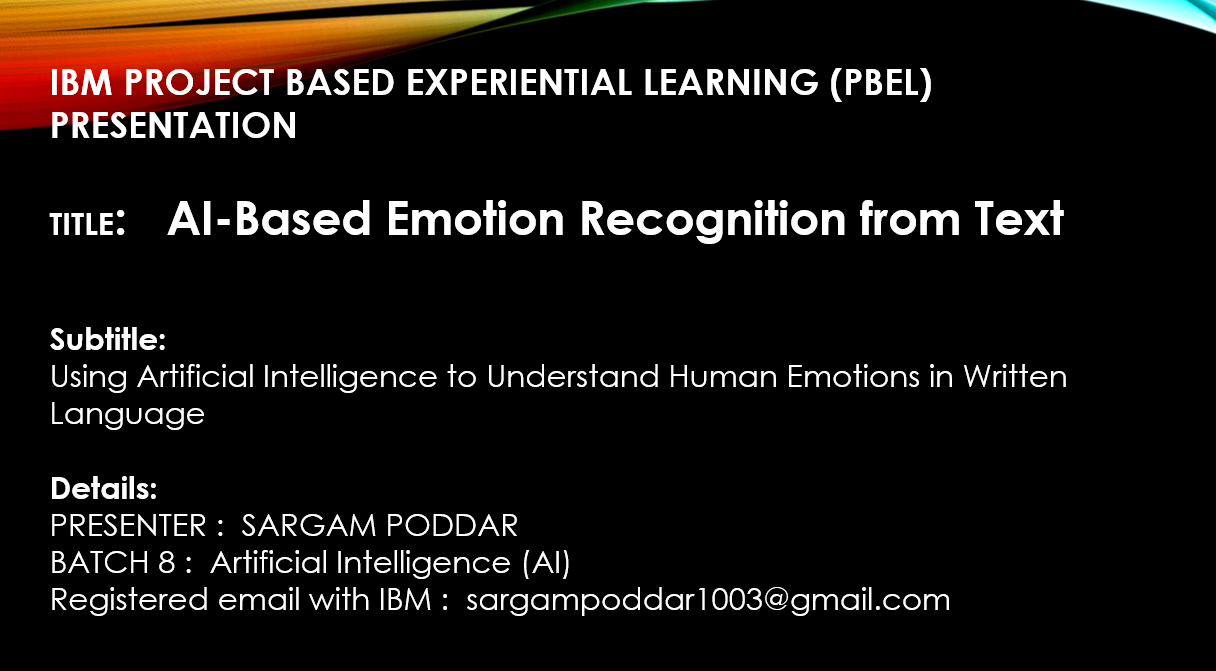 IBM PROJECT BASED EXPERIENTIAL LEARNING (PBEL)
PRESENTATION
TITLE: AI-Based Emotion Recognition from Text
Subtitle:
Using Artificial Intelligence to Understand Human Emotions in Written
Language
Details:
PRESENTER : SARGAM PODDAR
BATCH 8 : Artificial Intelligence (AI)
Registered email with IBM : sargampoddar1003@gmail.com